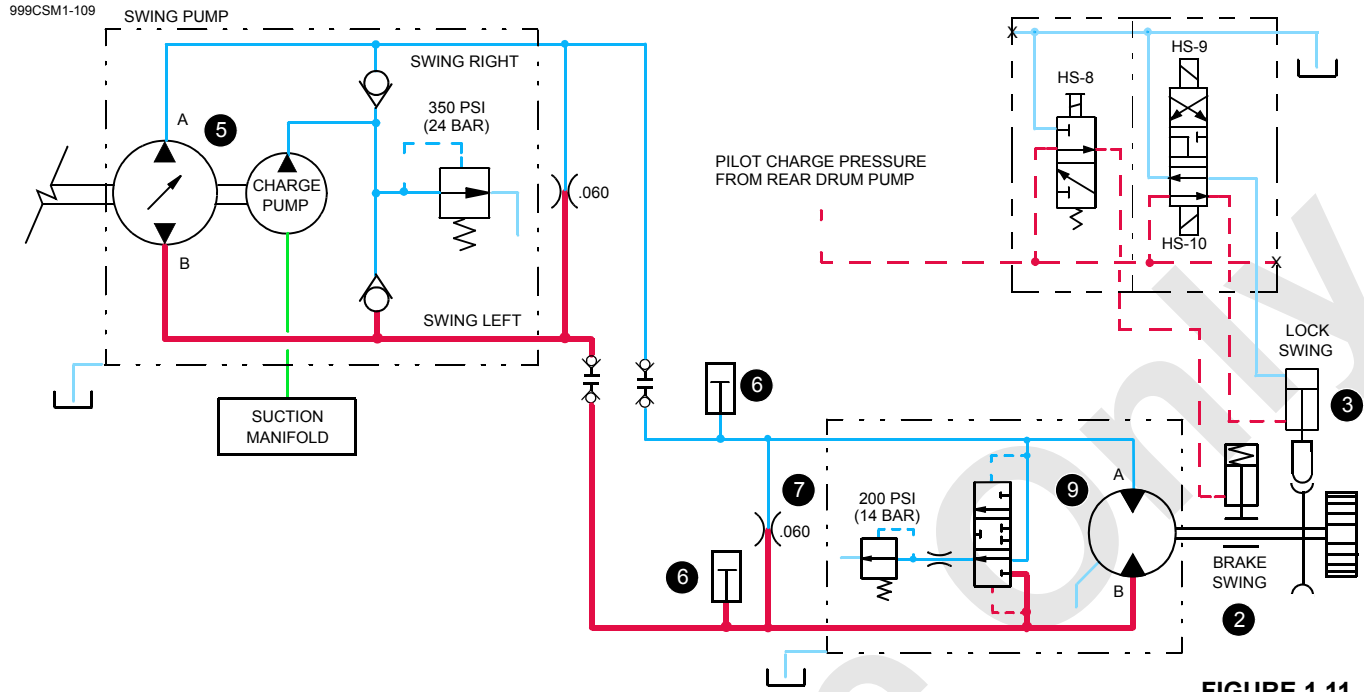 999CSM1-109
SWING PUMP
SWING RIGHT
350 PSI
(24 BAR)
A
5
CHARGE
PUMP
.060
B
SWING LEFT
SUCTION
MANIFOLD
PILOT CHARGE PRESSURE
FROM REAR DRUM PUMP
HS-8
HS-9
HS-10
LOCK
SWING
3
6
7
.060
6
200 PSI
(14 BAR)
9
A
B
BRAKE
SWING
2
Only
FIGURE 1.11